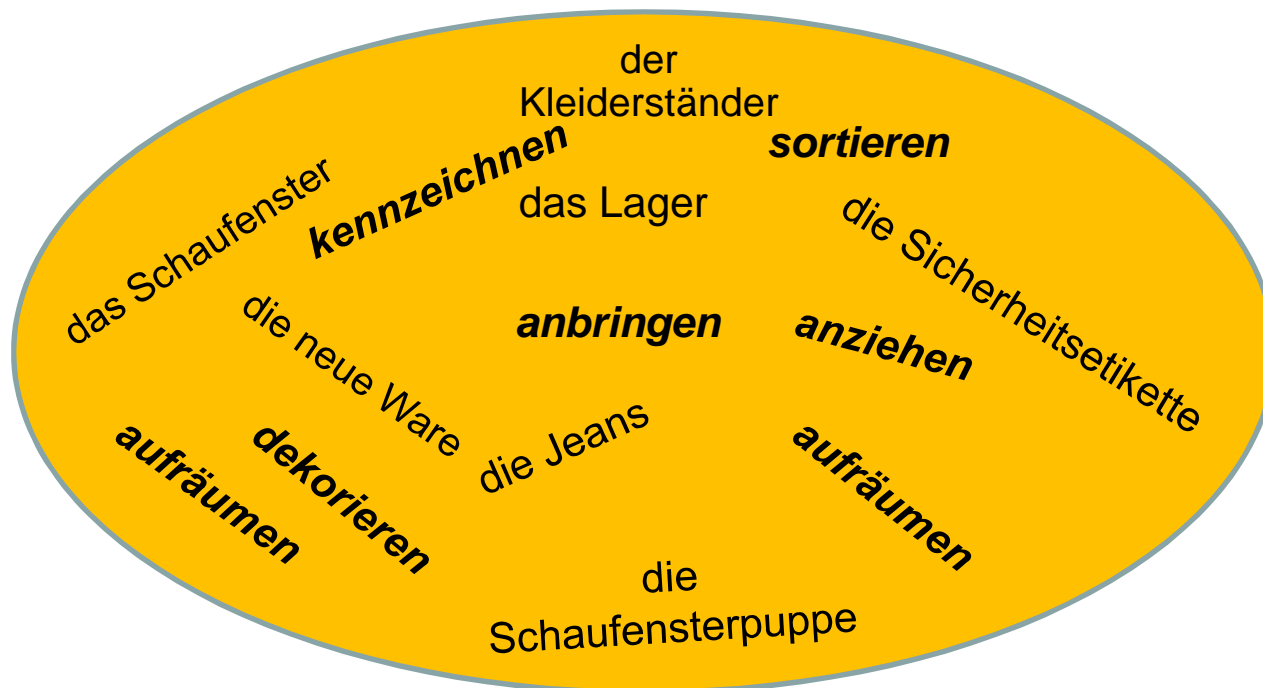 der
Kleiderständer
sortieren
kennzeichnen
das Schaufenster
das Lager
die Sicherheitsetikette
die neue Ware
anbringen
anziehen
die Jeans
aufräumen
dekorieren
aufräumen
die
Schaufensterpuppe